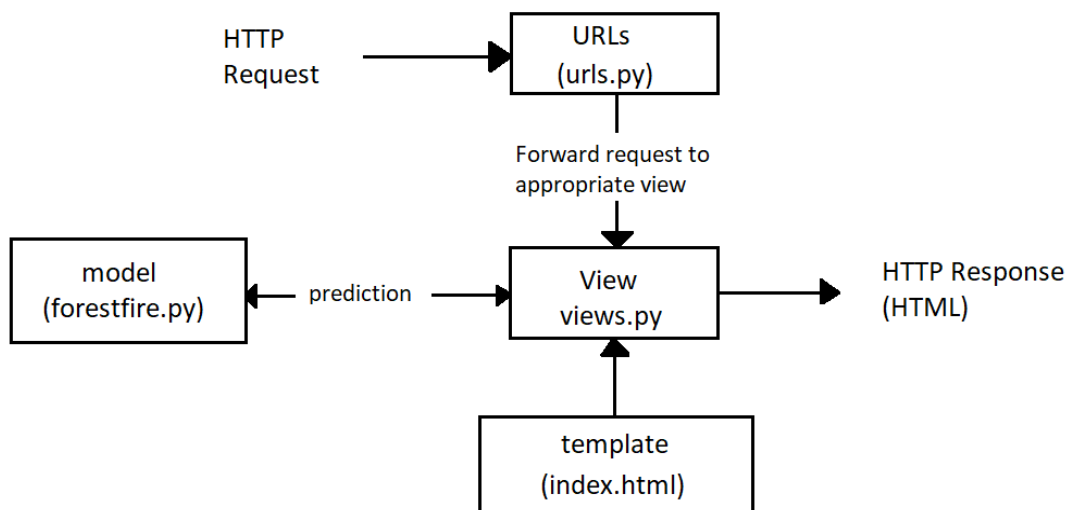 HTTP
Request
URLs
(urls.py)
Forward request to
appropriate view
model
(forestfire.py)
prediction
View
views.py
HTTP Response
(HTML)
template
(index.html)